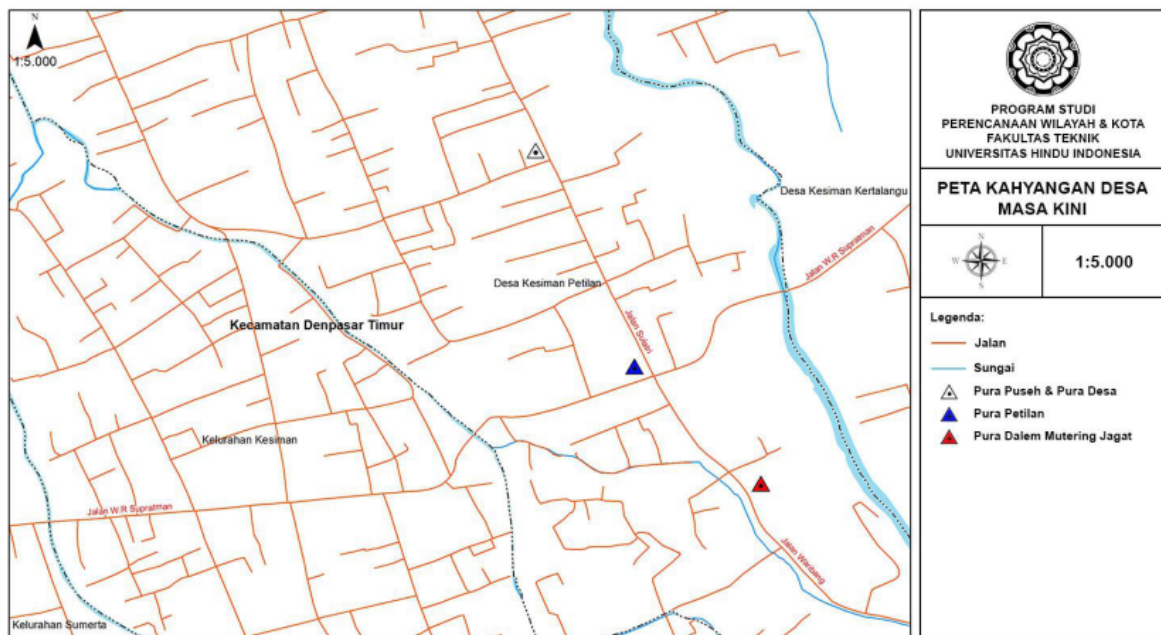 N
1:5.000
Desa Kesiman Kertalangu
Jalan W.R Supratman
Desa Kesiman Petilan
Jalan Sulatri
Kecamatan Denpasar Timur
Kelurahan Kesiman
Jalan W.R Supratman
Jalan Waribang
Kelurahan Sumerta
PROGRAM STUDI
PERENCANAAN WILAYAH & KOTA
FAKULTAS TEKNIK
UNIVERSITAS HINDU INDONESIA
PETA KAHYANGAN DESA
MASA KINI
N
W E
S
1:5.000
Legenda:
Jalan
Sungai
Pura Puseh & Pura Desa
Pura Petilan
Pura Dalem Mutering Jagat